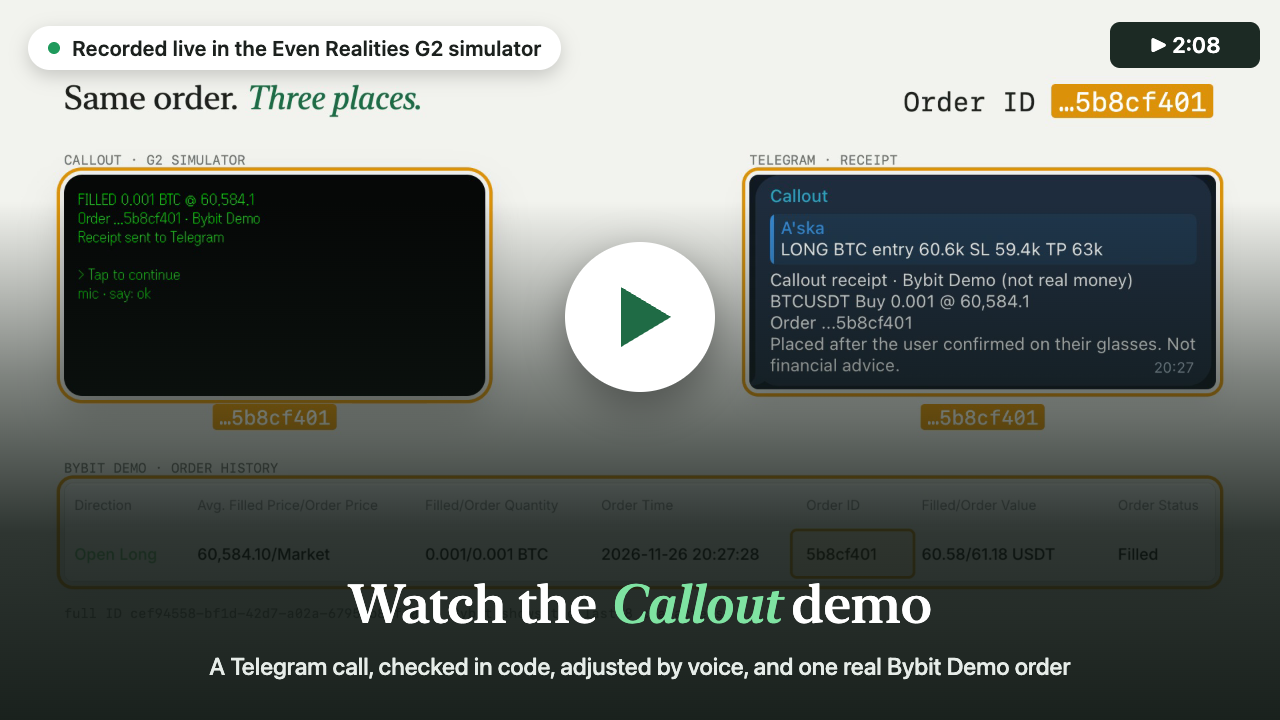 Recorded live in the Even Realities G2 simulator
2:08
Same order. Three places.
Order ID …5b8cf401
CALLOUT · G2 SIMULATOR
FILLED 0.001 BTC @ 60,584.1
Order ...5b8cf401 · Bybit Demo
Receipt sent to Telegram
> Tap to continue
mic · say: ok
…5b8cf401
TELEGRAM · RECEIPT
Callout
A'ska
LONG BTC entry 60.6k SL 59.4k TP 63k
Callout receipt · Bybit Demo (not real money)
BTCUSDT Buy 0.001 @ 60,584.1
Order ...5b8cf401
Placed after the user confirmed on their glasses. Not
financial advice.
20:27
…5b8cf401
BYBIT DEMO · ORDER HISTORY
Direction Avg. Filled Price/Order Price Filled/Order Quantity Order Time Order ID Filled/Order Value Order Status
Open Long 60,584.10/Market 0.001/0.001 BTC 2026-11-26 20:27:28 5b8cf401 60.58/61.18 USDT Filled
full ID
Watch the Callout demo
A Telegram call, checked in code, adjusted by voice, and one real Bybit Demo order